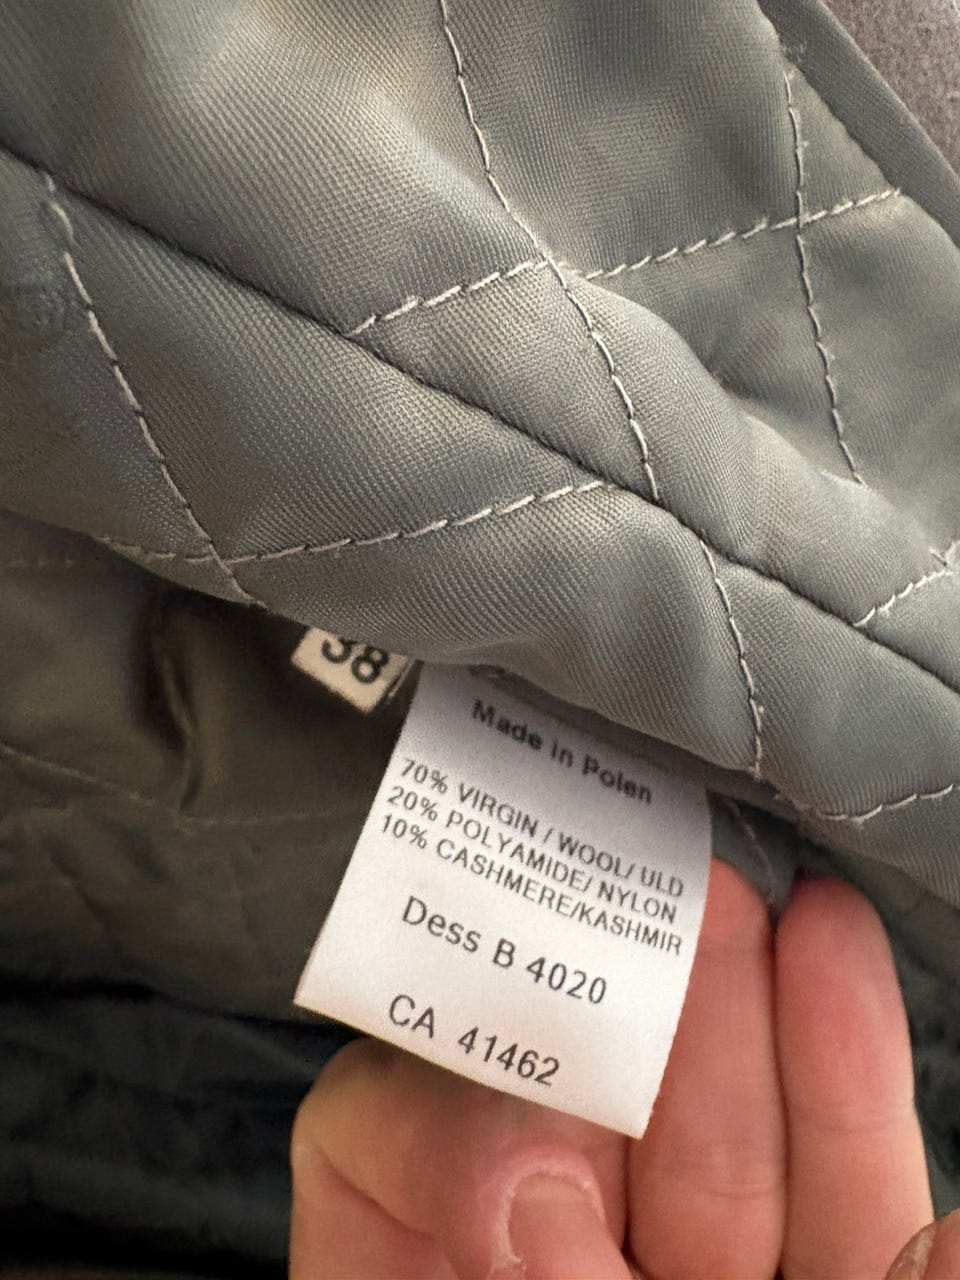 38
Made in Polen
70% VIRGIN / WOOL/ ULD
20% POLYAMIDE/ NYLON
10% CASHMERE/KASHMIR
Dess B 4020
CA 41462